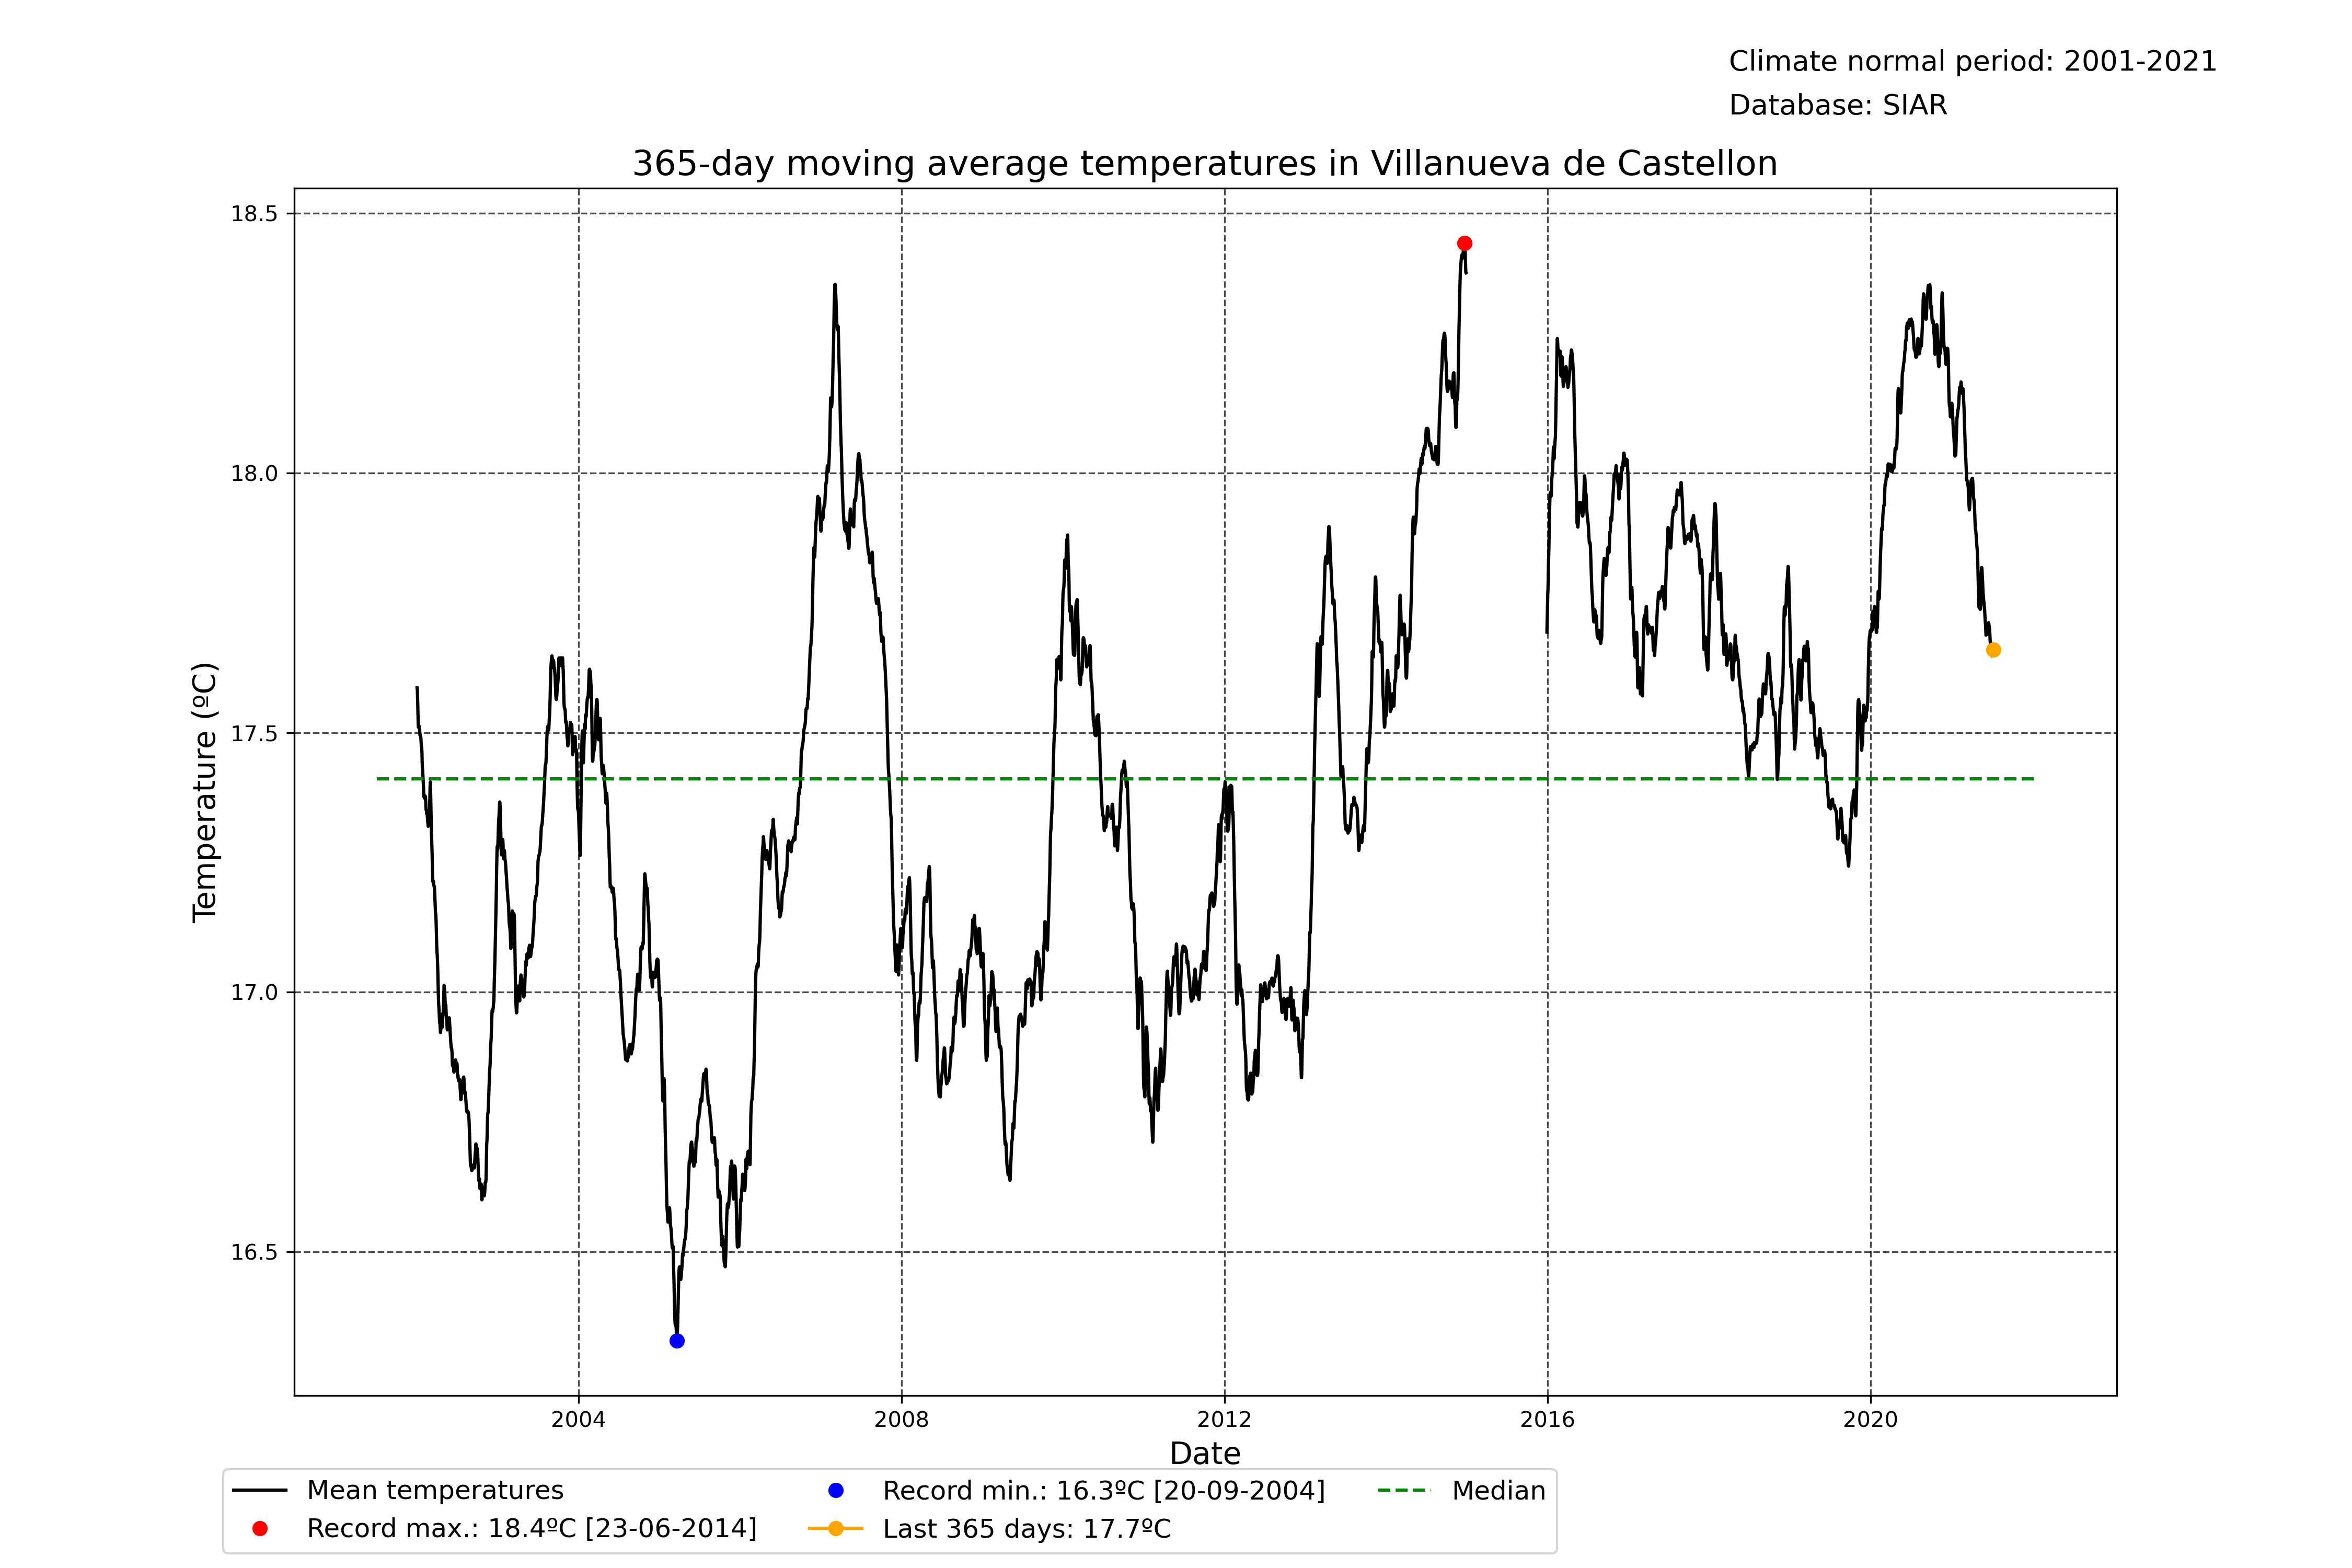 Climate normal period: 2001-2021
Database: SIAR
365-day moving average temperatures in Villanueva de Castellon
18.5
18.0
17.5
17.0
16.5
Temperature (ºC)
2004 2008 2012 2016 2020
Date
Mean temperatures
Record max.: 18.4ºC [23-06-2014]
Record min.: 16.3ºC [20-09-2004]
Last 365 days: 17.7ºC
Median